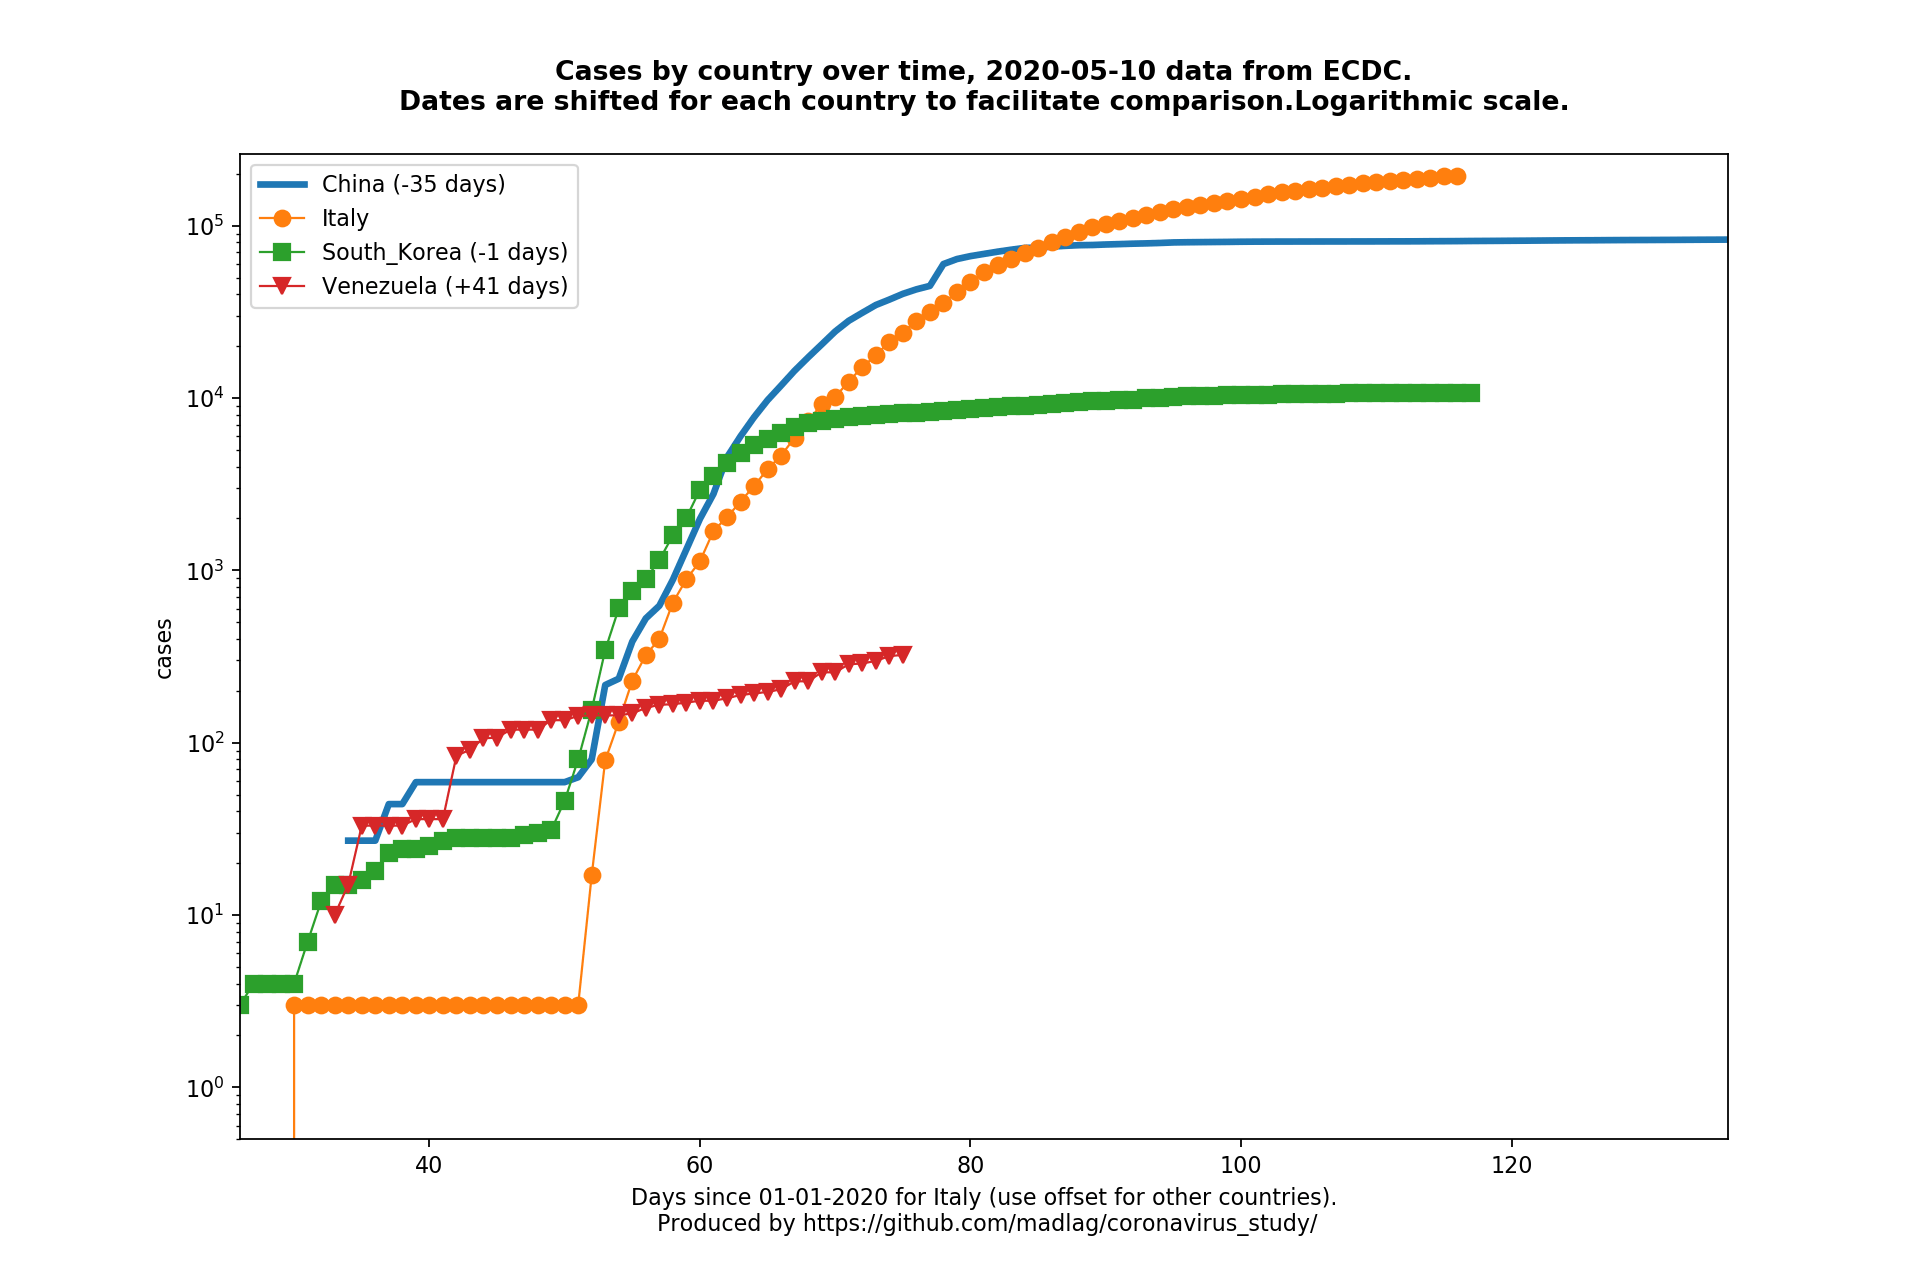 Cases by country over time, 2020-05-10 data from ECDC.
Dates are shifted for each country to facilitate comparison.Logarithmic scale.
China (-35 days)
Italy
South_Korea (-1 days)
Venezuela (+41 days)
10⁵
10⁴
10³
10²
10¹
10⁰
cases
40 60 80 100 120
Days since 01-01-2020 for Italy (use offset for other countries).
Produced by https://github.com/madlag/coronavirus_study/